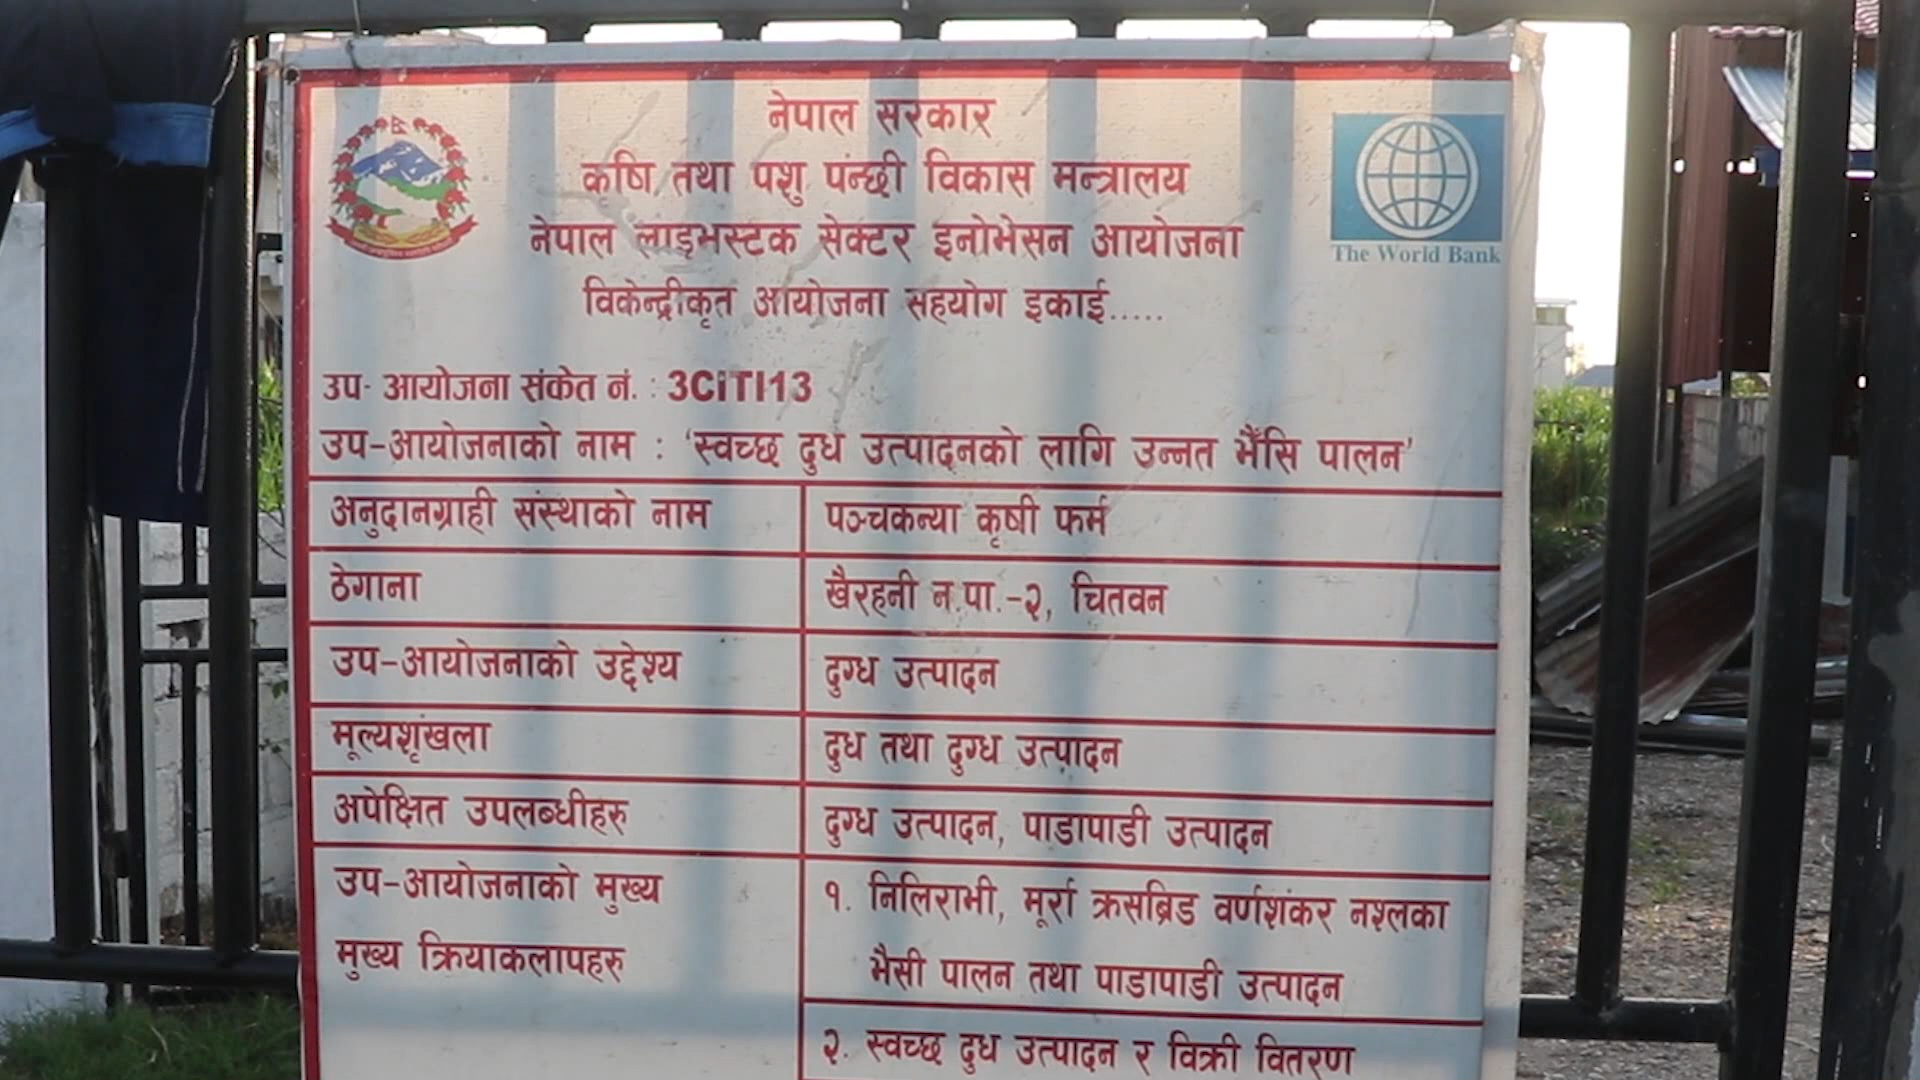 नेपाल सरकार
कषि तथा पशु पंन्छी विकास मन्त्रालय
नेपाल लाइभस्टक सेक्टर इनोभेसन आयोजना
विकेन्द्रीकृत आयोजना सहयोग इकाई.....
The World Bank
उप- आयोजना संकेत नं. : 3CITI13
उप-आयोजनाको नाम : 'स्वच्छ दुध उत्पादनको लागि उन्नत भैँसि पालन'
अनुदानग्राही संस्थाको नाम पञ्चकन्या कृषी फर्म
ठेगाना खैरहनी न.पा.-२, चितवन
उप-आयोजनाको उद्देश्य दुग्ध उत्पादन
मूल्यशृंखला दुध तथा दुग्ध उत्पादन
अपेक्षित उपलब्धीहरु दुग्ध उत्पादन, पाडापाडी उत्पादन
उप-आयोजनाको मुख्य
मुख्य क्रियाकलापहरु
१. निलिराभी, मूर्रा क्रसब्रिड वर्णशंकर नश्लका
भैसी पालन तथा पाडापाडी उत्पादन
२. स्वच्छ दुध उत्पादन र विक्री वितरण